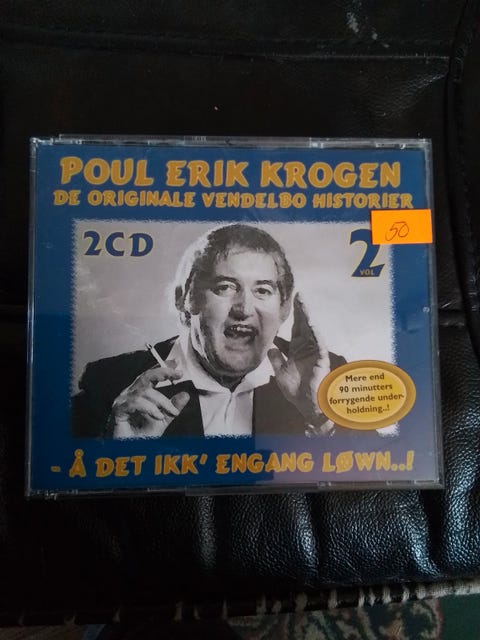 POUL ERIK KROGEN
DE ORIGINALE VENDELBO HISTORIER
50
2CD
2
VOL
Mere end
90 minutters
forrygende under-
holdning..!
- Å DET IKK' ENGANG LØWN..!